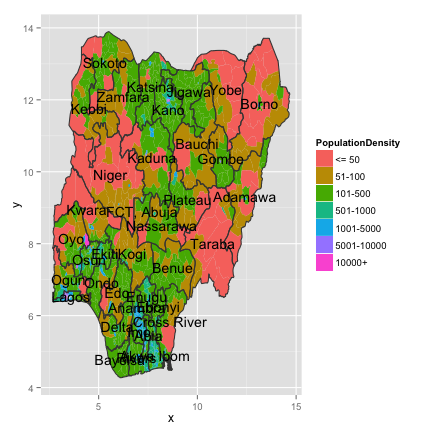 14
12
10
8
6
4
y
5
10
15
x
Sokoto
Katsina
Jigawa
Yobe
Zamfara
Kebbi
Kano
Borno
Bauchi
Kaduna
Gombe
Niger
Plateau
Adamawa
Kwara
FCT, Abuja
Nassarawa
Oyo
Taraba
Ekiti
Kogi
Osun
Benue
Ogun
Ondo
Lagos
Edo
Enugu
Anambra
Ebonyi
Delta
Cross River
Imo
Abia
Bayelsa
Rivers
Akwa Ibom
PopulationDensity
<= 50
51-100
101-500
501-1000
1001-5000
5001-10000
10000+